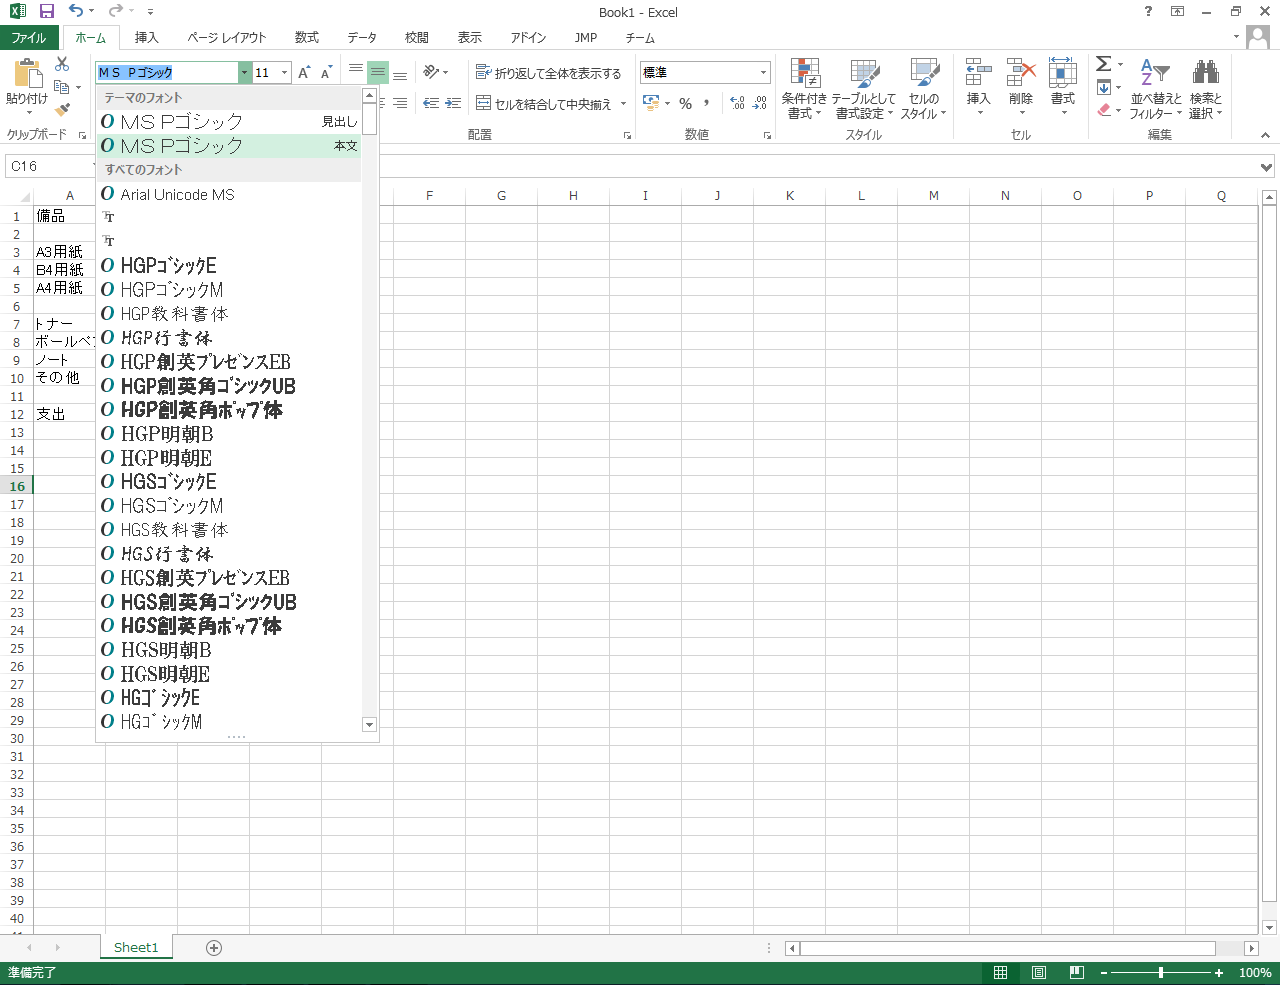 Book1 - Excel
ファイル ホーム 挿入 ページ レイアウト 数式 データ 校閲 表示 アドイン JMP チーム
貼り付け
クリップボード
ＭＳ Ｐゴシック 11
折り返して全体を表示する
セルを結合して中央揃え
配置
標準
数値
条件付き書式
テーブルとして書式設定
セルのスタイル
スタイル
挿入 削除 書式
セル
並べ替えとフィルター
検索と選択
編集
C16
テーマのフォント
ＭＳ Ｐゴシック 見出し
ＭＳ Ｐゴシック 本文
すべてのフォント
Arial Unicode MS
HGPｺﾞｼｯｸE
HGPｺﾞｼｯｸM
HGP教科書体
HGP行書体
HGP創英ﾌﾟﾚｾﾞﾝｽEB
HGP創英角ｺﾞｼｯｸUB
HGP創英角ﾎﾟｯﾌﾟ体
HGP明朝B
HGP明朝E
HGSｺﾞｼｯｸE
HGSｺﾞｼｯｸM
HGS教科書体
HGS行書体
HGS創英ﾌﾟﾚｾﾞﾝｽEB
HGS創英角ｺﾞｼｯｸUB
HGS創英角ﾎﾟｯﾌﾟ体
HGS明朝B
HGS明朝E
HGｺﾞｼｯｸE
HGｺﾞｼｯｸM
A F G H I J K L M N O P Q
1 備品
2
3 A3用紙
4 B4用紙
5 A4用紙
6
7 トナー
8 ボールペン
9 ノート
10 その他
11
12 支出
13
14
15
16
17
18
19
20
21
22
23
24
25
26
27
28
29
30
31
32
33
34
35
36
37
38
39
40
41
Sheet1
準備完了 100%